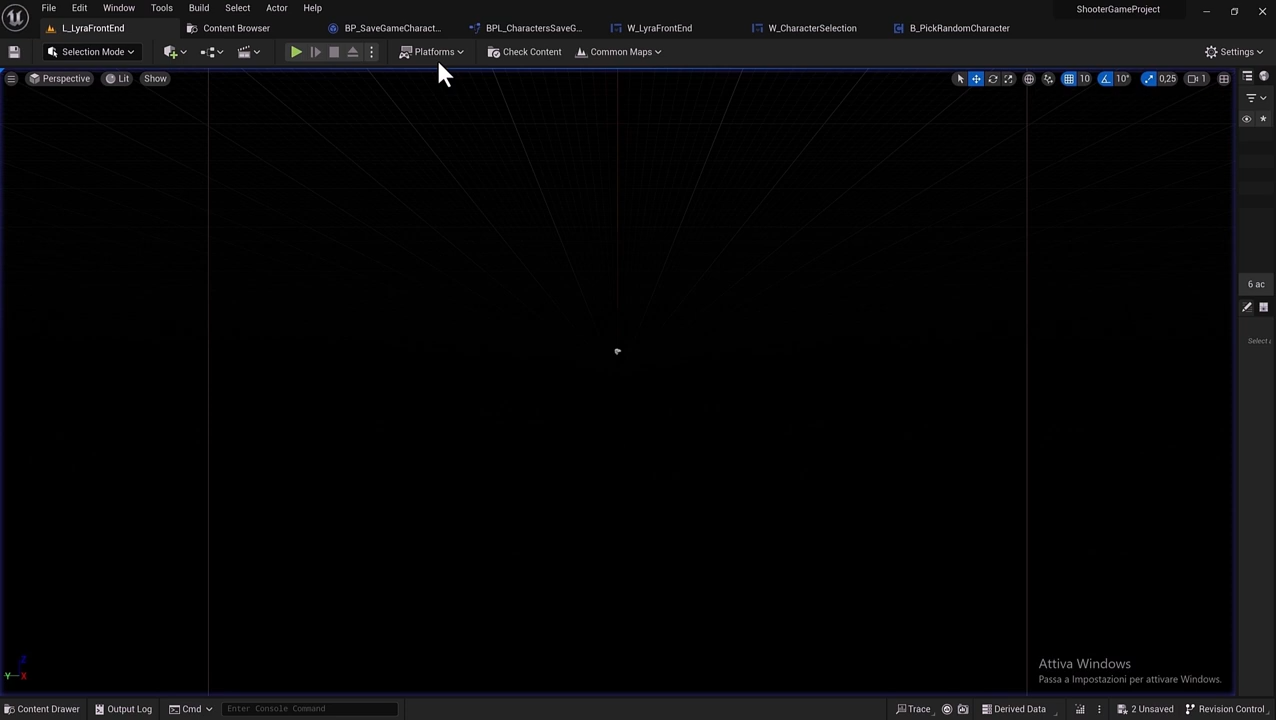 File Edit Window Tools Build Select Actor Help
ShooterGameProject
L_LyraFrontEnd Content Browser BP_SaveGameCharact... BPL_CharactersSaveG... W_LyraFrontEnd W_CharacterSelection B_PickRandomCharacter
Selection Mode Platforms Check Content Common Maps Settings
Perspective Lit Show 10 10° 0,25 1
6 ac
Select a
Z
Y X
Attiva Windows
Passa a Impostazioni per attivare Windows.
Content Drawer Output Log Cmd Enter Console Command Trace Derived Data 2 Unsaved Revision Control